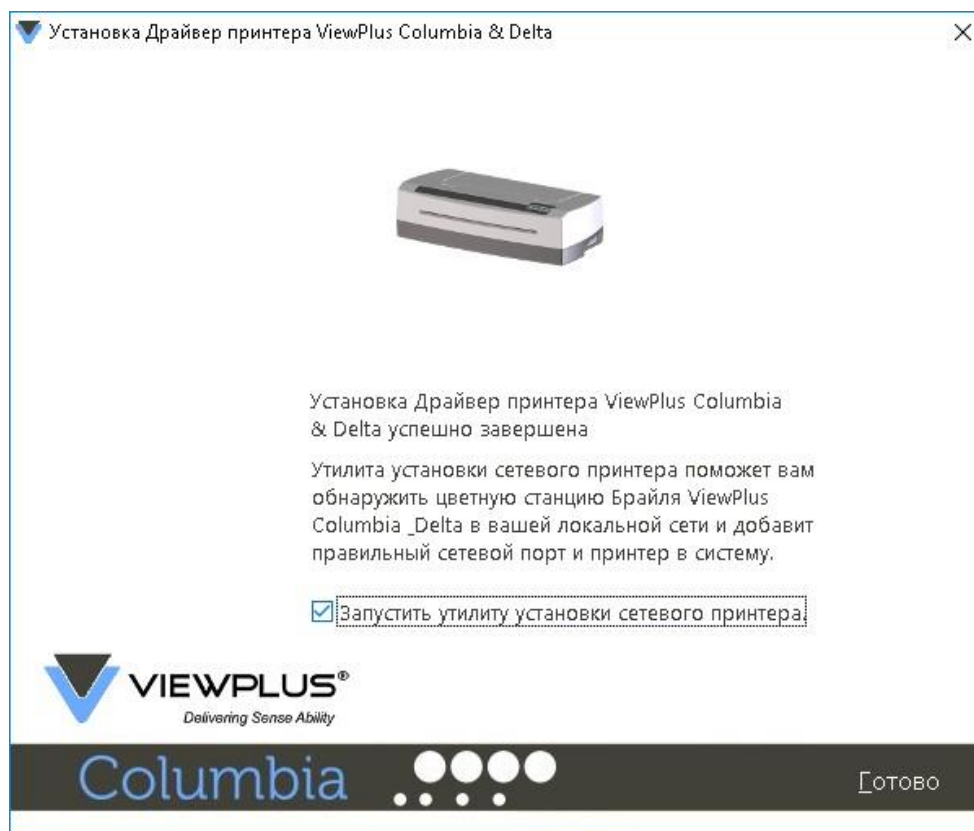 Установка Драйвер принтера ViewPlus Columbia & Delta
Установка Драйвер принтера ViewPlus Columbia
& Delta успешно завершена
Утилита установки сетевого принтера поможет вам
обнаружить цветную станцию Брайля ViewPlus
Columbia _Delta в вашей локальной сети и добавит
правильный сетевой порт и принтер в систему.
Запустить утилиту установки сетевого принтера.
VIEWPLUS®
Delivering Sense Ability
Columbia
Готово